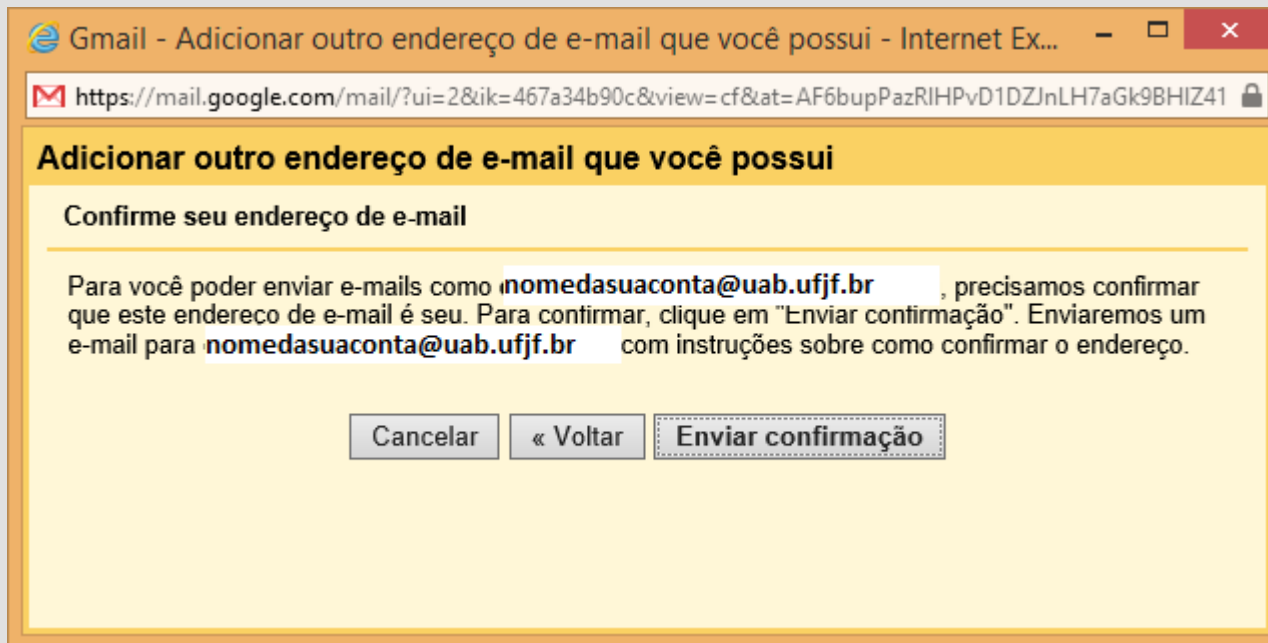 Gmail - Adicionar outro endereço de e-mail que você possui - Internet Ex...
https://mail.google.com/mail/?ui=2&ik=467a34b90c&view=cf&at=AF6bupPazRlHPvD1DZJnLH7aGk9BHIZ41
Adicionar outro endereço de e-mail que você possui
Confirme seu endereço de e-mail
Para você poder enviar e-mails como nomedasuaconta@uab.ufjf.br , precisamos confirmar
que este endereço de e-mail é seu. Para confirmar, clique em "Enviar confirmação". Enviaremos um
e-mail para nomedasuaconta@uab.ufjf.br com instruções sobre como confirmar o endereço.
Cancelar « Voltar Enviar confirmação